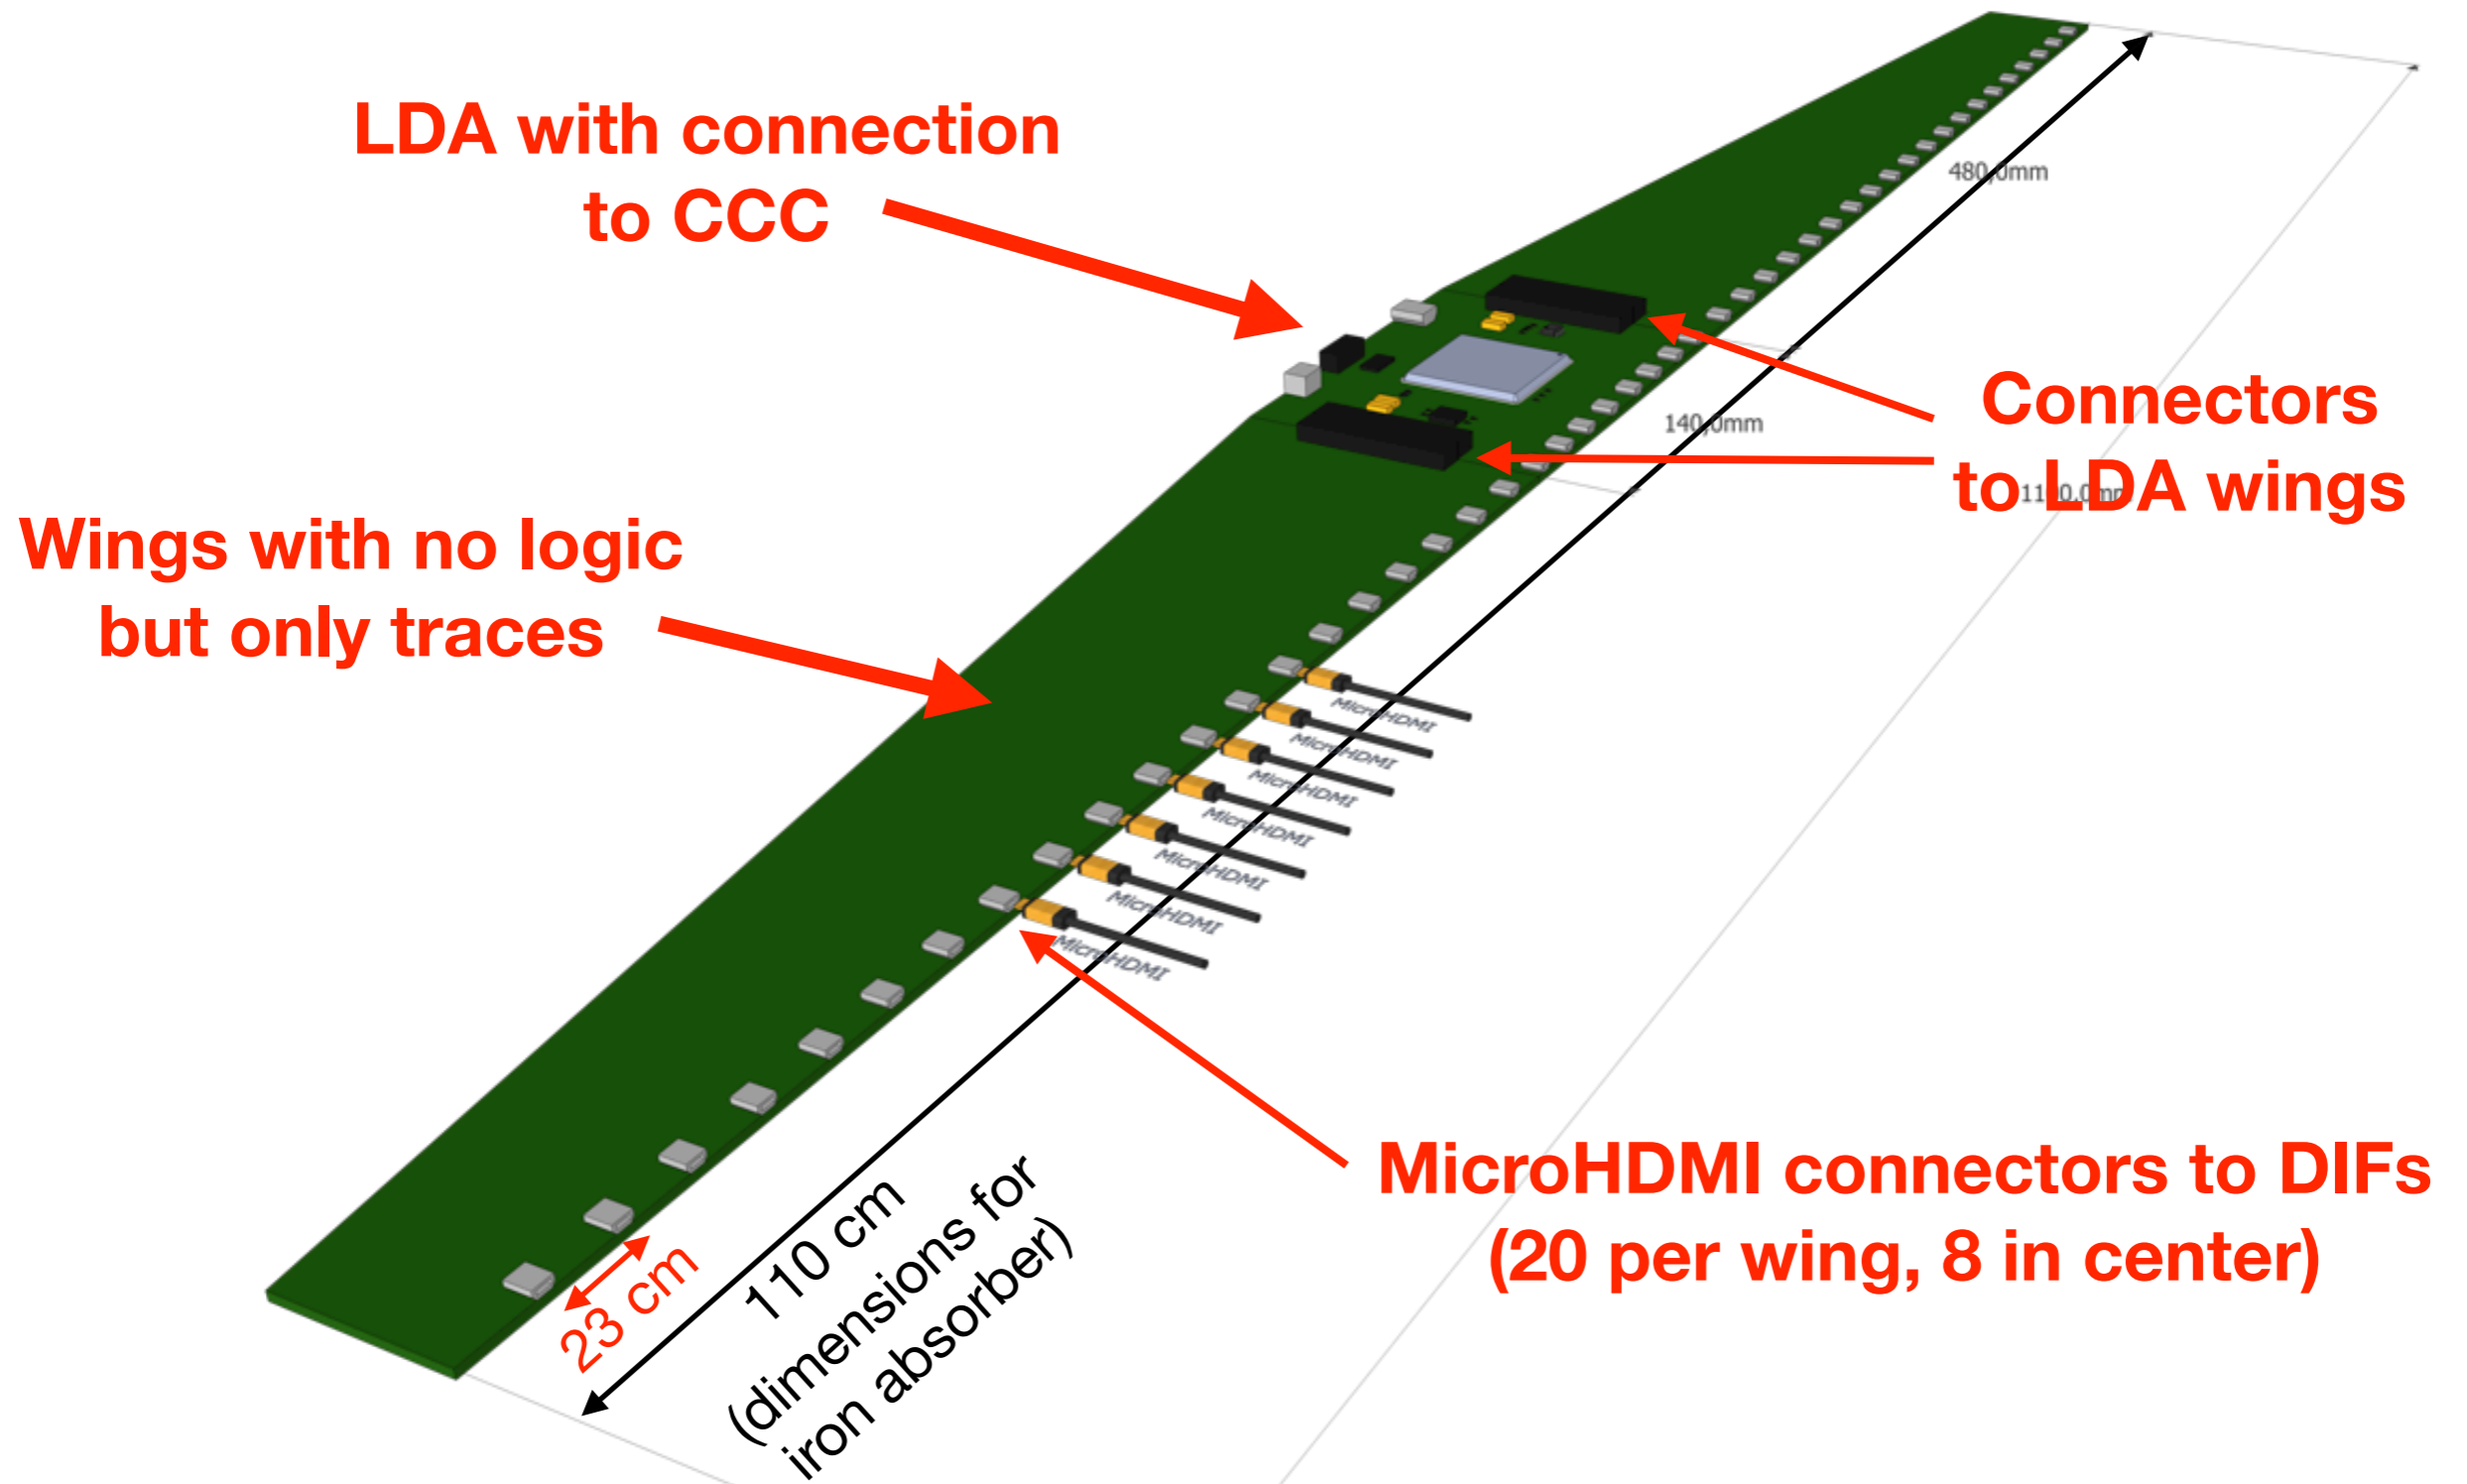 LDA with connection
to CCC
480,0mm
Connectors
to LDA wings
140,0mm
Wings with no logic
but only traces
MicroHDMI
MicroHDMI
MicroHDMI
MicroHDMI
MicroHDMI
MicroHDMI
MicroHDMI
MicroHDMI connectors to DIFs
(20 per wing, 8 in center)
23 cm
110 cm
(dimensions for
iron absorber)